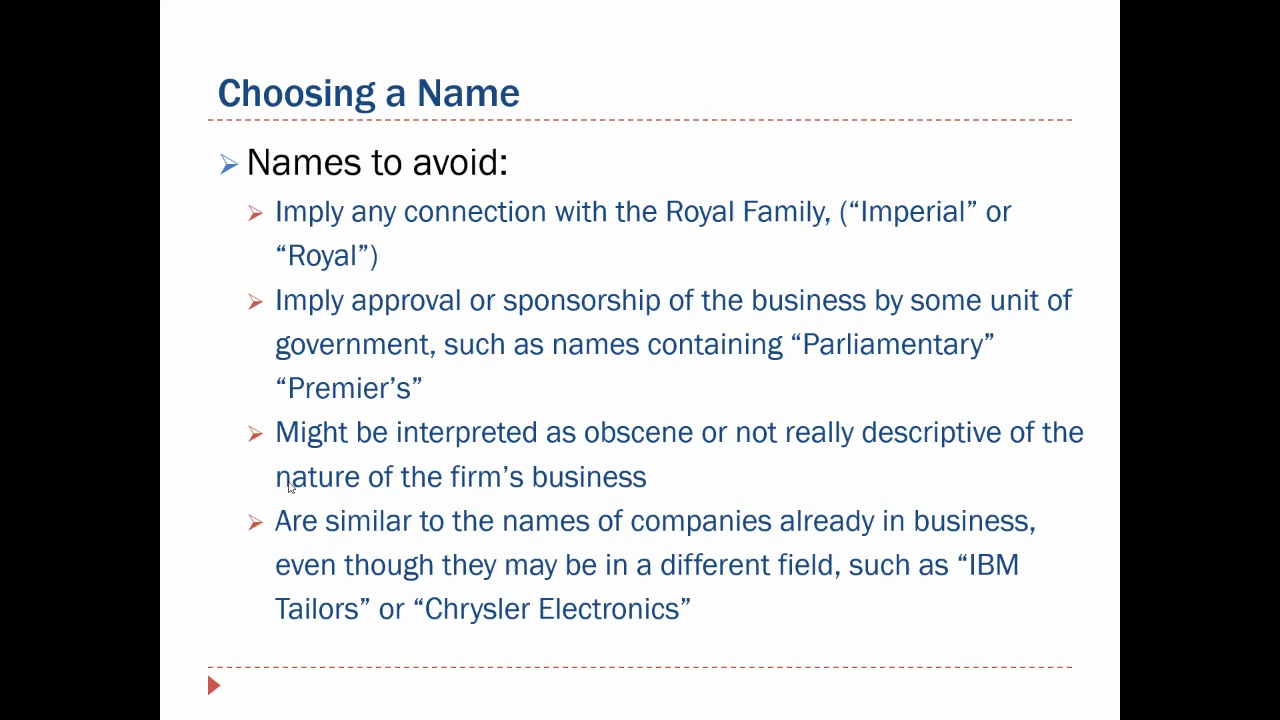 Choosing a Name
Names to avoid:
Imply any connection with the Royal Family, (“Imperial” or
“Royal”)
Imply approval or sponsorship of the business by some unit of
government, such as names containing “Parliamentary”
“Premier’s”
Might be interpreted as obscene or not really descriptive of the
nature of the firm’s business
Are similar to the names of companies already in business,
even though they may be in a different field, such as “IBM
Tailors” or “Chrysler Electronics”